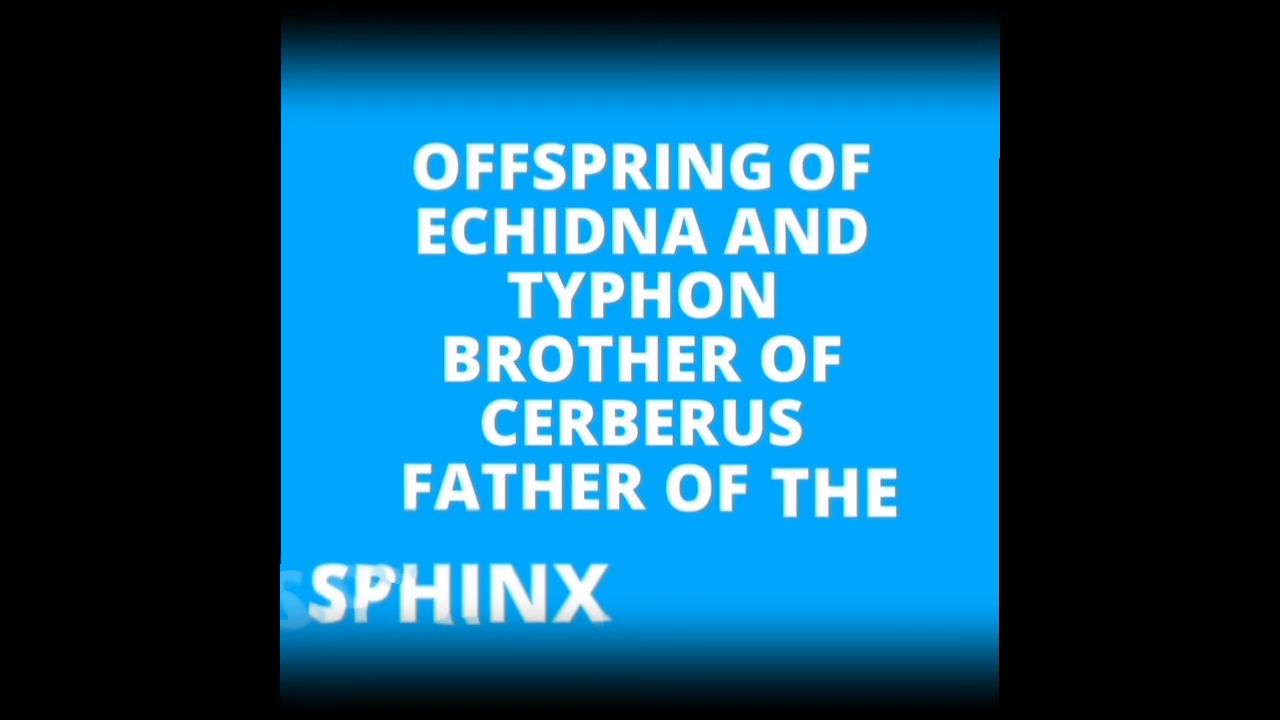 OFFSPRING OF
ECHIDNA AND
TYPHON
BROTHER OF
CERBERUS
FATHER OF THE
SPHINX